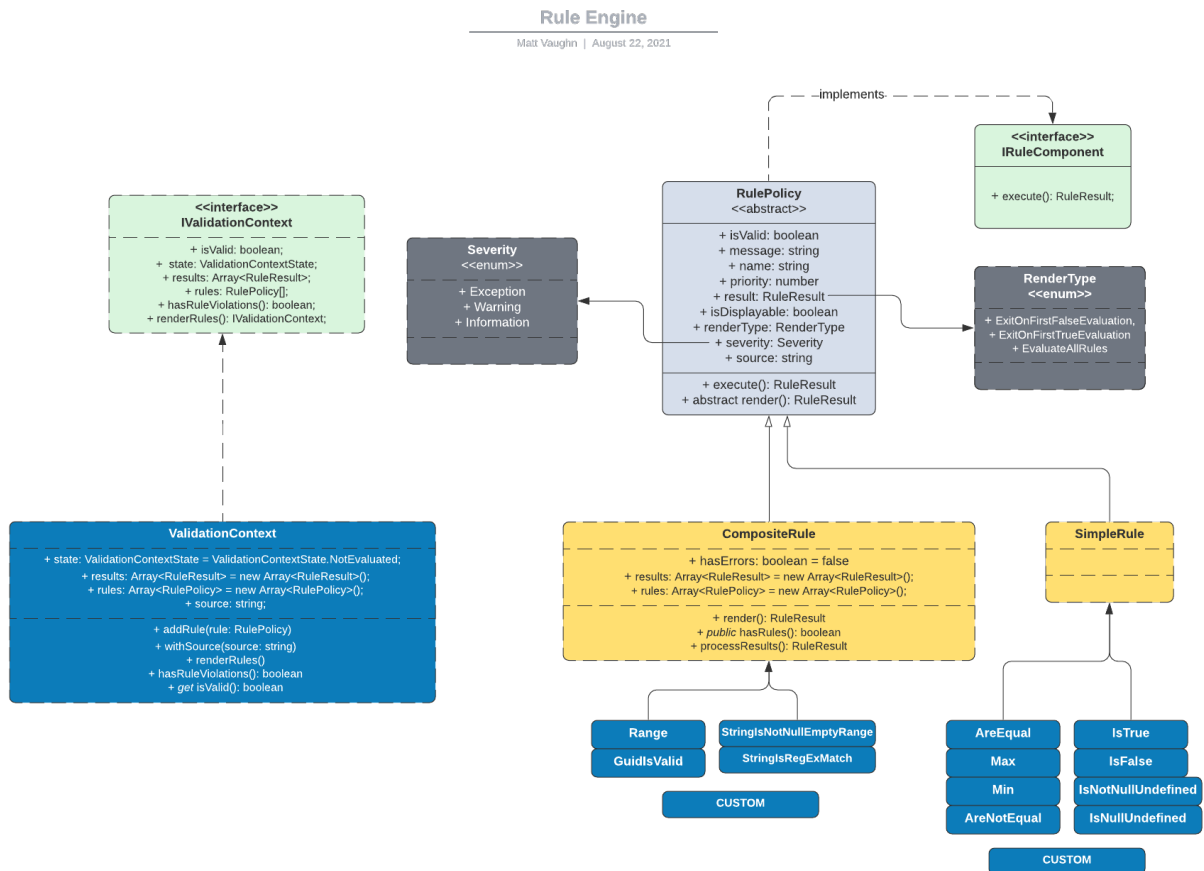 Rule Engine
Matt Vaughn | August 22, 2021
implements
<<interface>>
IRuleComponent
+ execute(): RuleResult;
RulePolicy
<<abstract>>
+ isValid: boolean
+ message: string
+ name: string
+ priority: number
+ result: RuleResult
+ isDisplayable: boolean
+ renderType: RenderType
+ severity: Severity
+ source: string
+ execute(): RuleResult
+ abstract render(): RuleResult
<<interface>>
IValidationContext
+ isValid: boolean;
+ state: ValidationContextState;
+ results: Array<RuleResult>;
+ rules: RulePolicy[];
+ hasRuleViolations(): boolean;
+ renderRules(): IValidationContext;
Severity
<<enum>>
+ Exception
+ Warning
+ Information
RenderType
<<enum>>
+ ExitOnFirstFalseEvaluation,
+ ExitOnFirstTrueEvaluation
+ EvaluateAllRules
ValidationContext
+ state: ValidationContextState = ValidationContextState.NotEvaluated;
+ results: Array<RuleResult> = new Array<RuleResult>();
+ rules: Array<RulePolicy> = new Array<RulePolicy>();
+ source: string;
+ addRule(rule: RulePolicy)
+ withSource(source: string)
+ renderRules()
+ hasRuleViolations(): boolean
+ get isValid(): boolean
CompositeRule
+ hasErrors: boolean = false
+ results: Array<RuleResult> = new Array<RuleResult>();
+ rules: Array<RulePolicy> = new Array<RulePolicy>();
+ render(): RuleResult
+ public hasRules(): boolean
+ processResults(): RuleResult
SimpleRule
Range
GuidIsValid
StringIsNotNullEmptyRange
StringIsRegExMatch
CUSTOM
AreEqual
Max
Min
AreNotEqual
IsTrue
IsFalse
IsNotNullUndefined
IsNullUndefined
CUSTOM